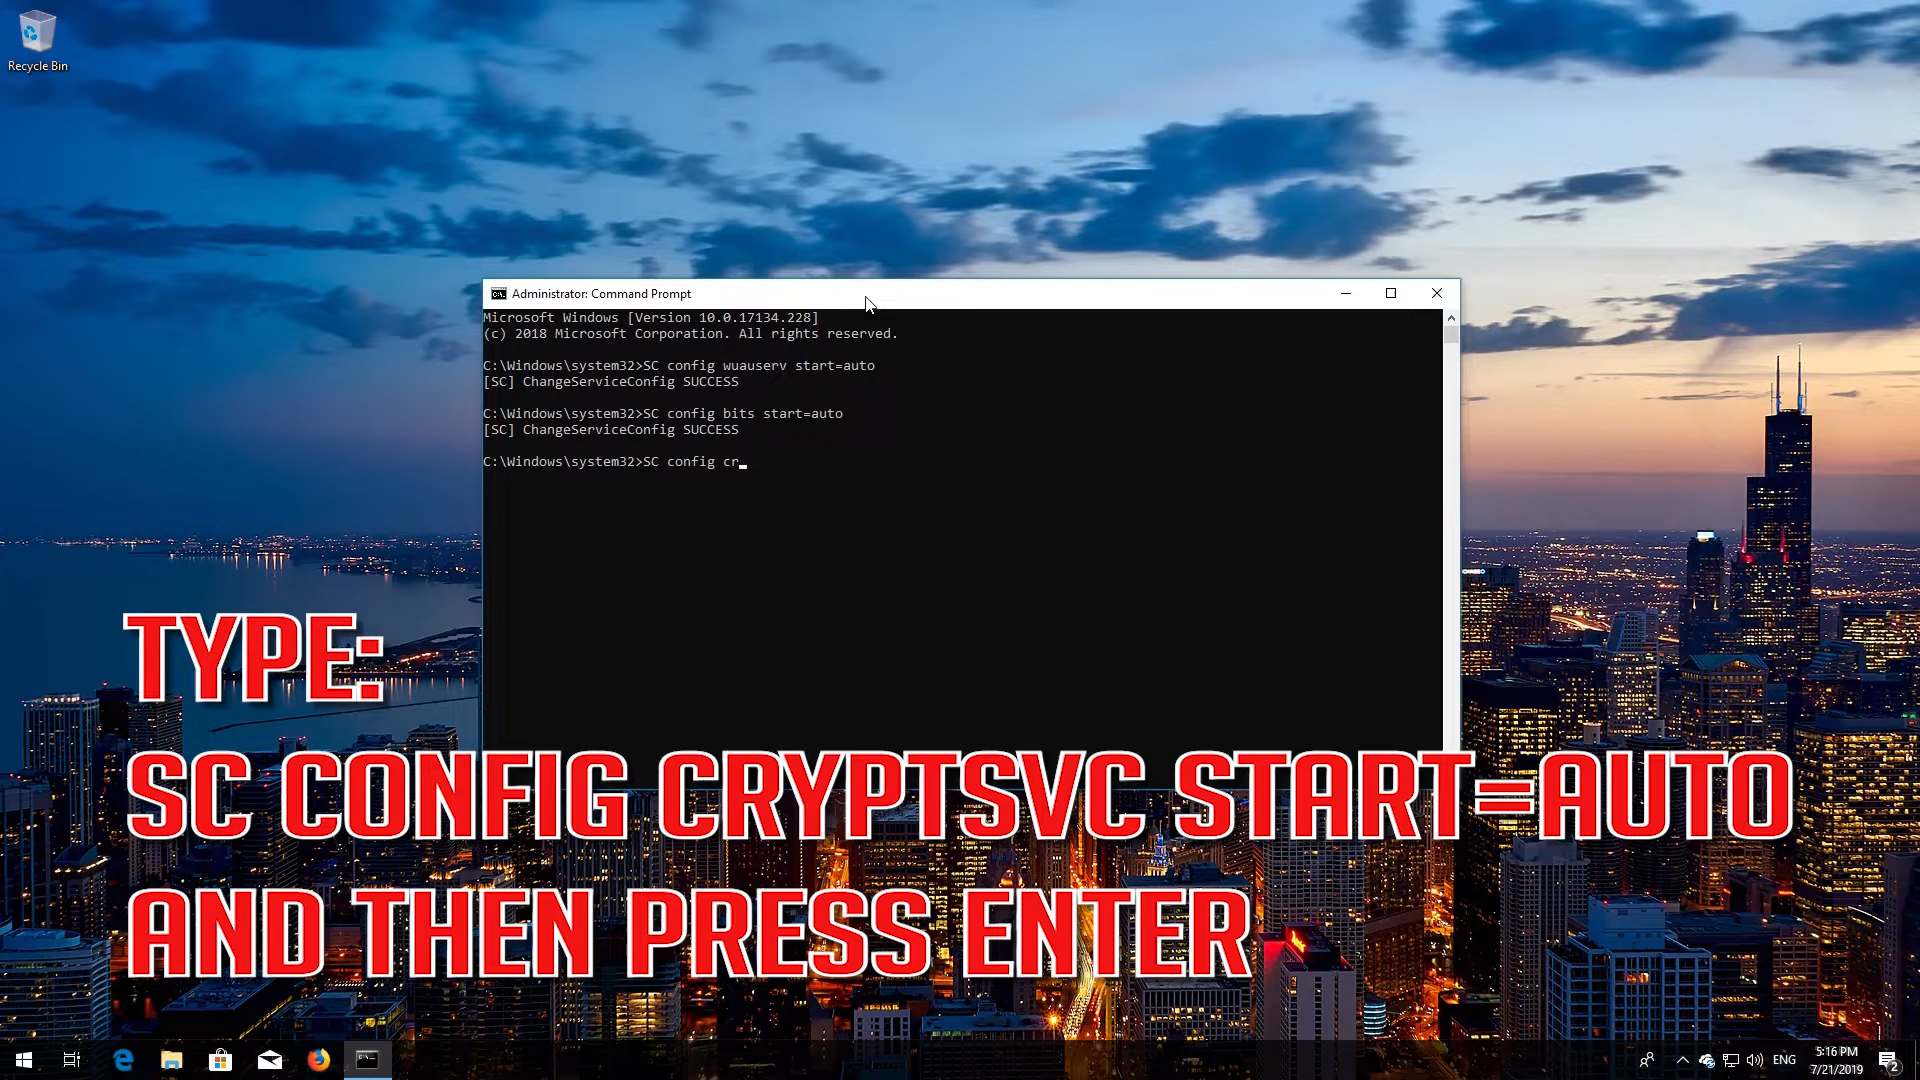 Recycle Bin
Administrator: Command Prompt
Microsoft Windows [Version 10.0.17134.228]
(c) 2018 Microsoft Corporation. All rights reserved.
C:\Windows\system32>SC config wuauserv start=auto
[SC] ChangeServiceConfig SUCCESS
C:\Windows\system32>SC config bits start=auto
[SC] ChangeServiceConfig SUCCESS
C:\Windows\system32>SC config cr
TYPE:
SC CONFIG CRYPTSVC START=AUTO
AND THEN PRESS ENTER
ENG
5:16 PM
7/21/2019
2